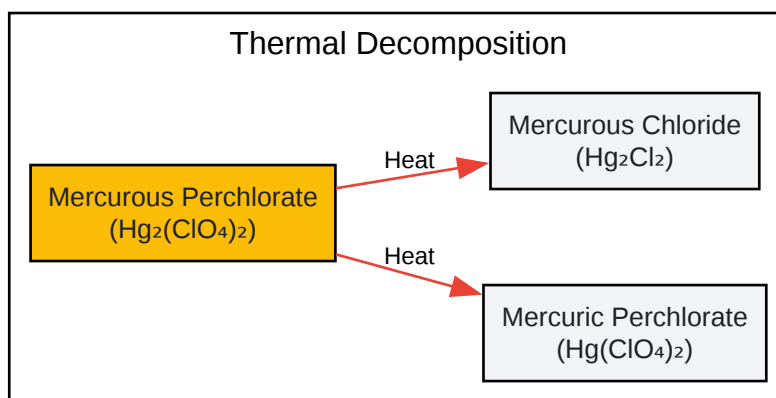 Thermal Decomposition
Mercurous Chloride
(Hg₂Cl₂)
Heat
Mercurous Perchlorate
(Hg₂(ClO₄)₂)
Heat
Mercuric Perchlorate
(Hg(ClO₄)₂)